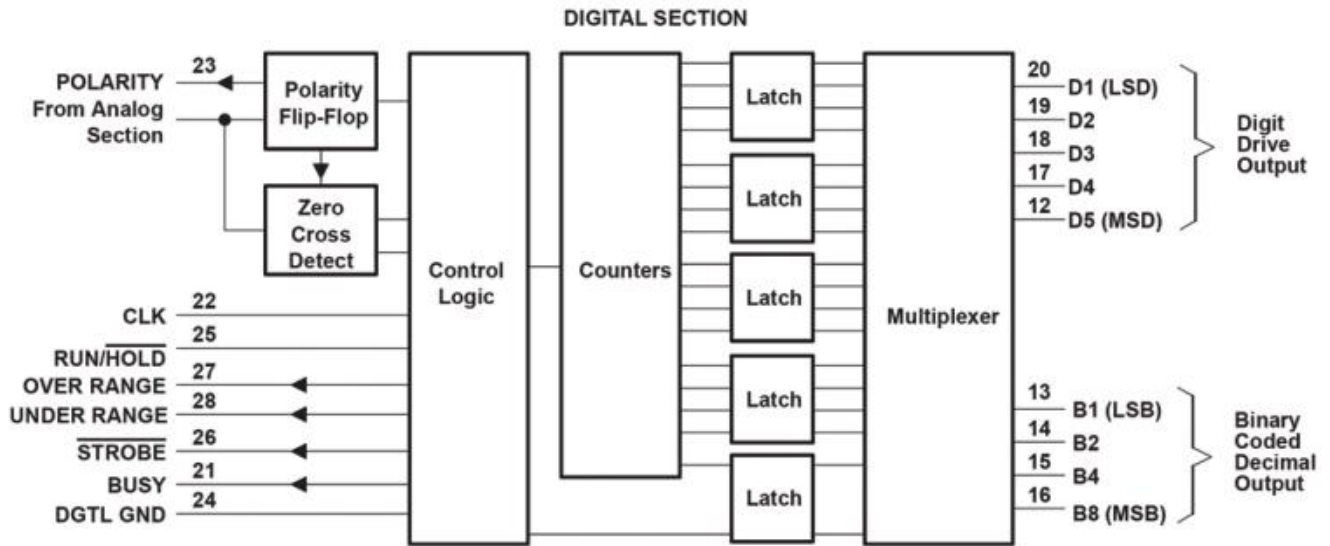 DIGITAL SECTION
23
POLARITY
From Analog
Section
Polarity
Flip-Flop
Zero
Cross
Detect
22
CLK
25
RUN/HOLD
27
OVER RANGE
28
UNDER RANGE
26
STROBE
21
BUSY
24
DGTL GND
Control
Logic
Counters
Latch
Latch
Latch
Latch
Latch
Multiplexer
20
D1 (LSD)
19
D2
18
D3
17
D4
12
D5 (MSD)
Digit
Drive
Output
13
B1 (LSB)
14
B2
15
B4
16
B8 (MSB)
Binary
Coded
Decimal
Output